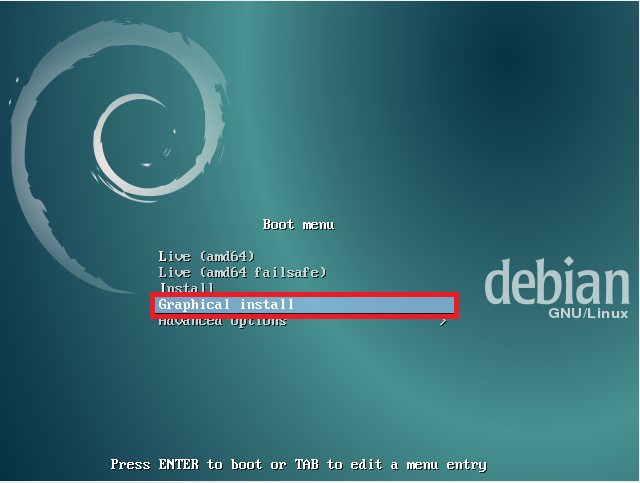 Boot menu
Live (amd64)
Live (amd64 failsafe)
Install
Graphical install
Advanced options >
debian
GNU/Linux
Press ENTER to boot or TAB to edit a menu entry